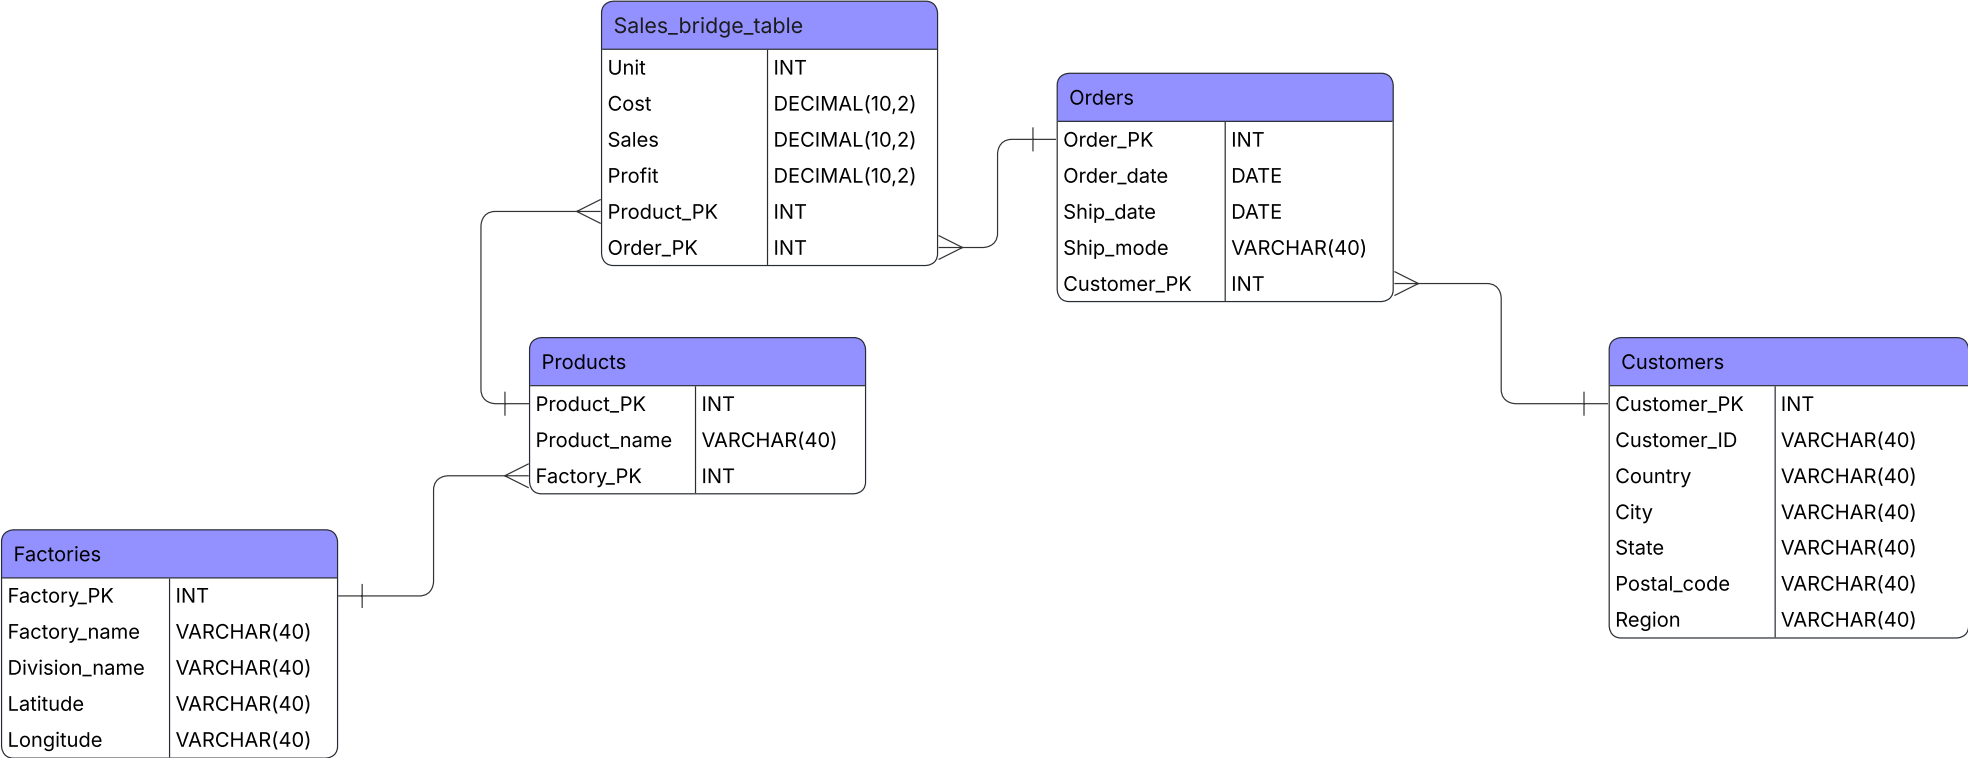 Sales_bridge_table
Unit INT
Cost DECIMAL(10,2)
Sales DECIMAL(10,2)
Profit DECIMAL(10,2)
Product_PK INT
Order_PK INT
Orders
Order_PK INT
Order_date DATE
Ship_date DATE
Ship_mode VARCHAR(40)
Customer_PK INT
Products
Product_PK INT
Product_name VARCHAR(40)
Factory_PK INT
Customers
Customer_PK INT
Customer_ID VARCHAR(40)
Country VARCHAR(40)
City VARCHAR(40)
State VARCHAR(40)
Postal_code VARCHAR(40)
Region VARCHAR(40)
Factories
Factory_PK INT
Factory_name VARCHAR(40)
Division_name VARCHAR(40)
Latitude VARCHAR(40)
Longitude VARCHAR(40)